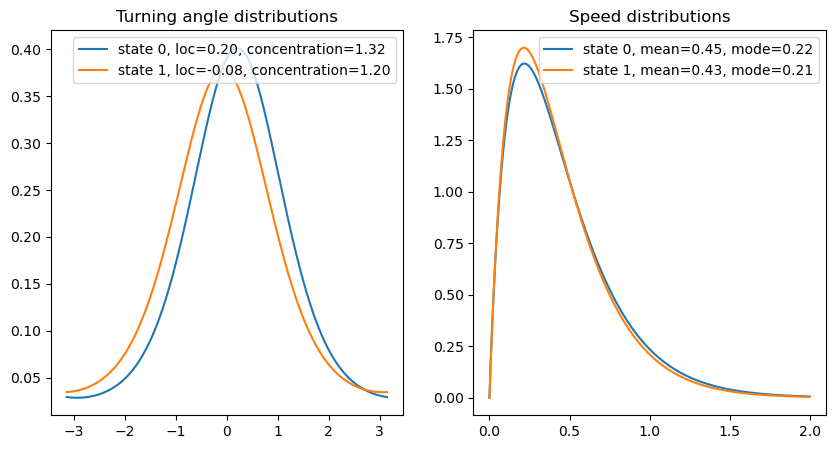 Turning angle distributions
state 0, loc=0.20, concentration=1.32
state 1, loc=-0.08, concentration=1.20
0.40
0.35
0.30
0.25
0.20
0.15
0.10
0.05
−3 −2 −1 0 1 2 3
Speed distributions
state 0, mean=0.45, mode=0.22
state 1, mean=0.43, mode=0.21
1.75
1.50
1.25
1.00
0.75
0.50
0.25
0.00
0.0 0.5 1.0 1.5 2.0